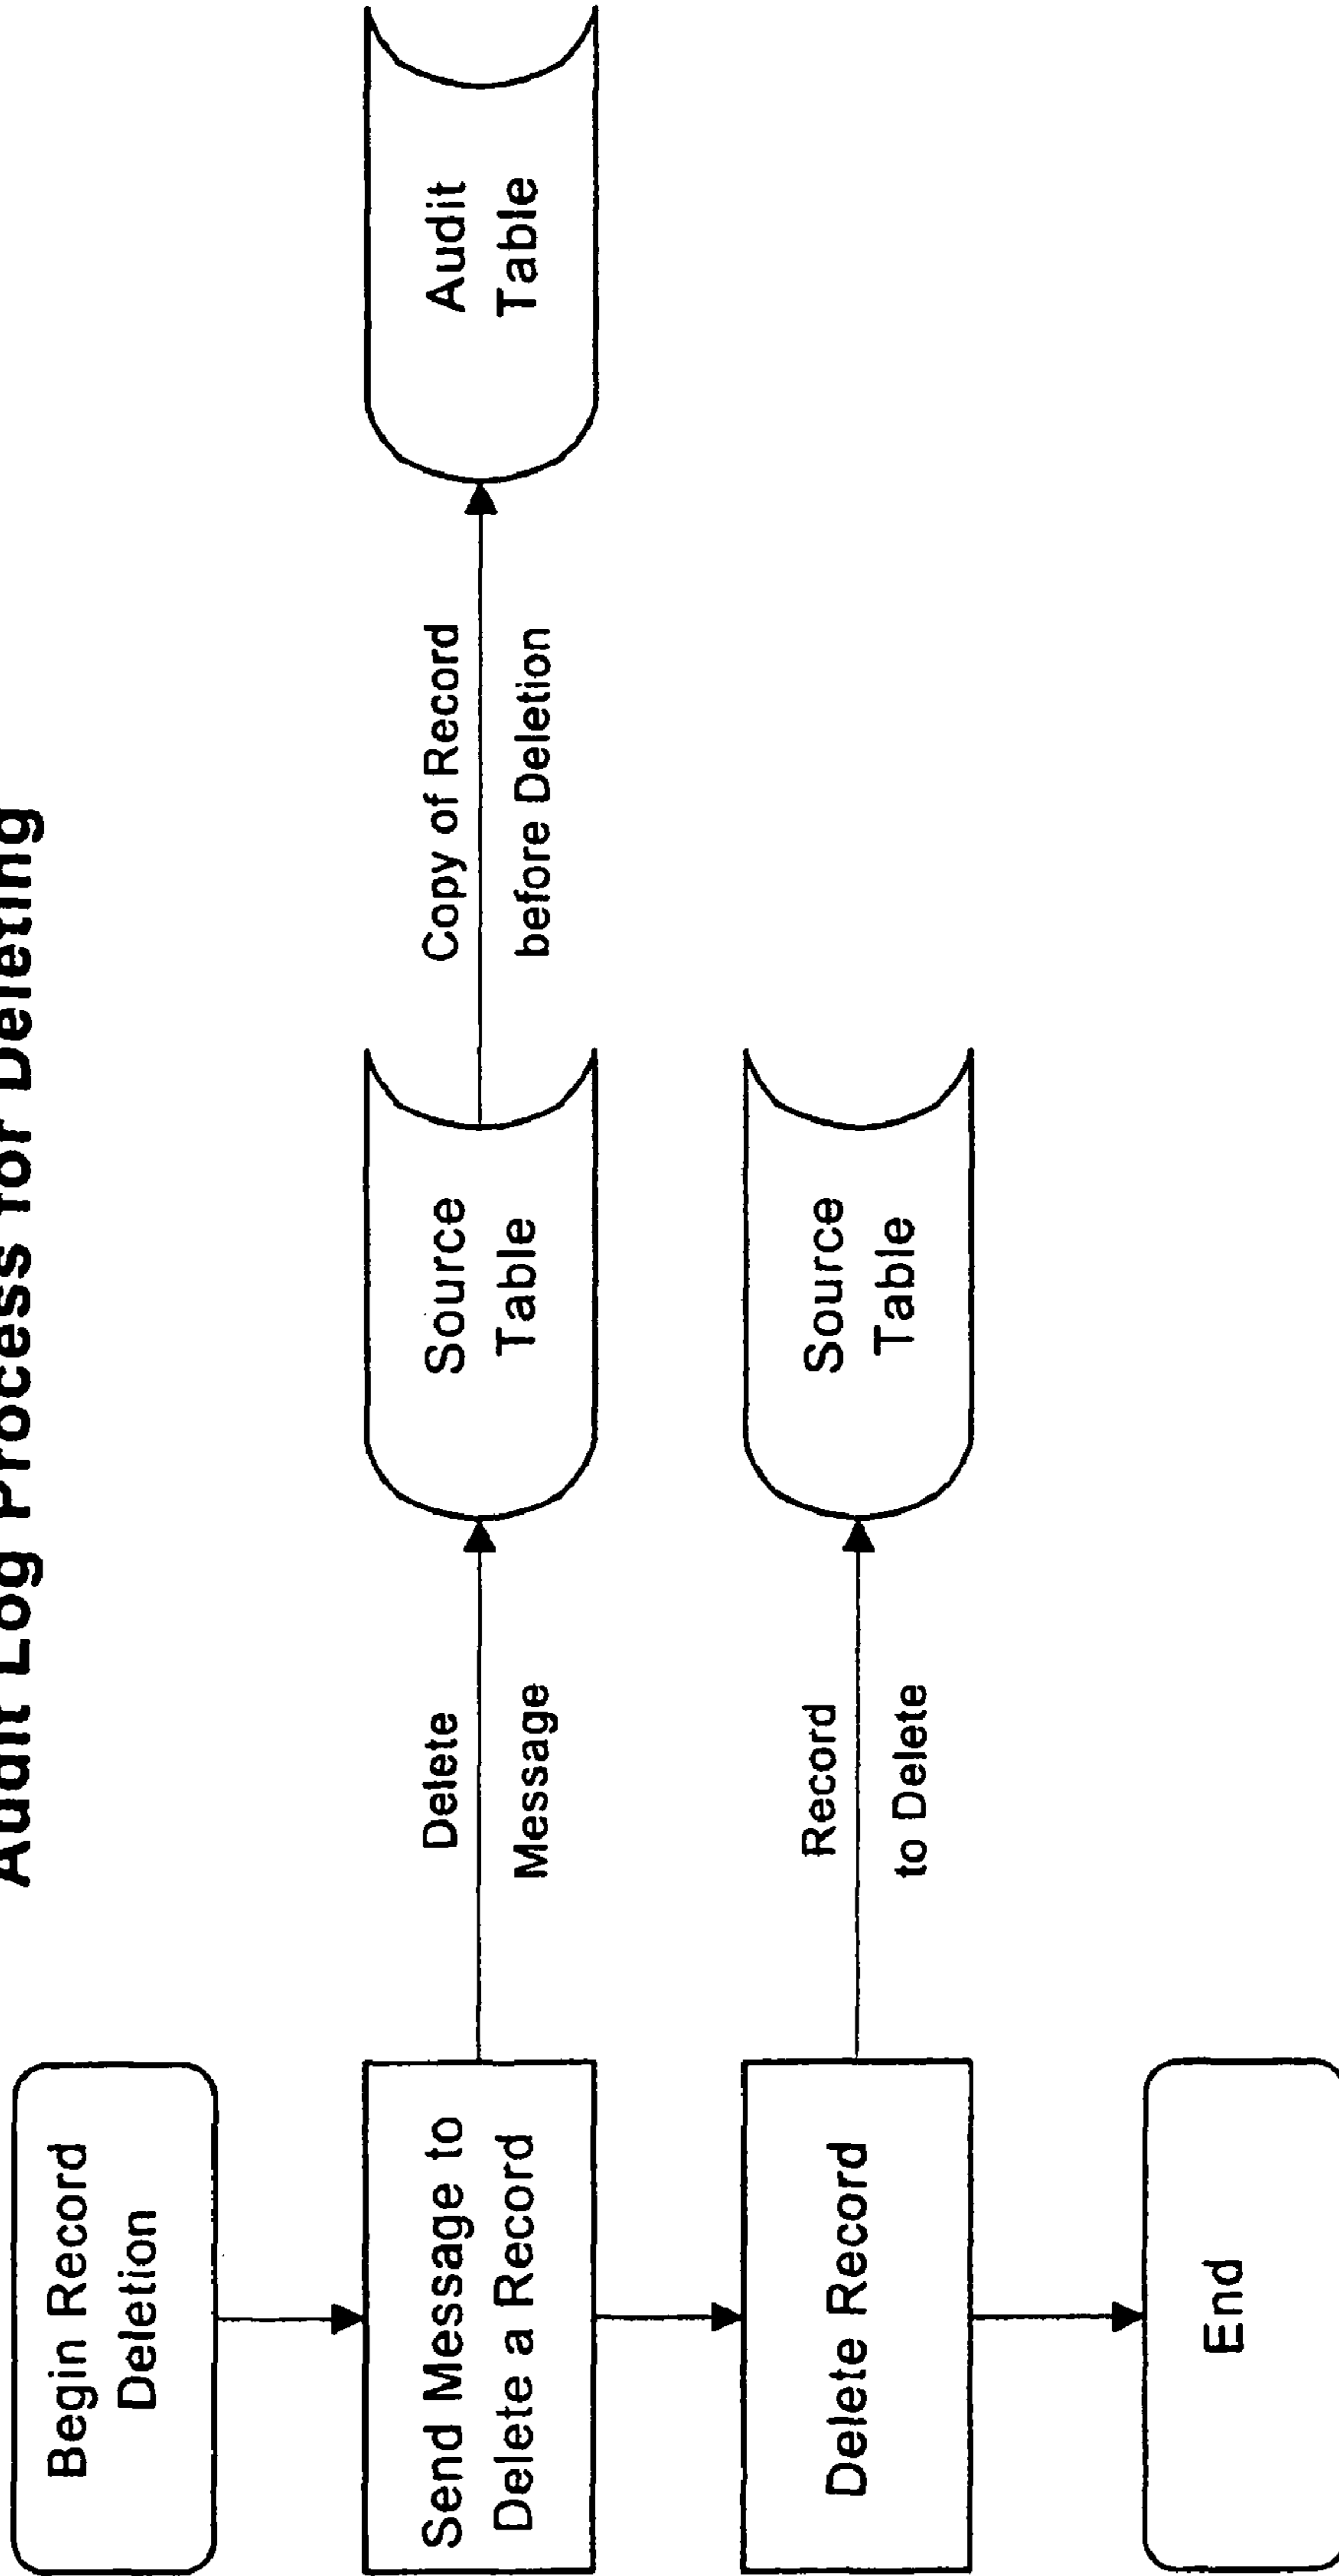 Audit Log Process for Deleting
Begin Record
Deletion
Send Message to
Delete a Record
Delete
Message
Source
Table
Copy of Record
before Deletion
Audit
Table
Delete Record
Record
to Delete
Source
Table
End